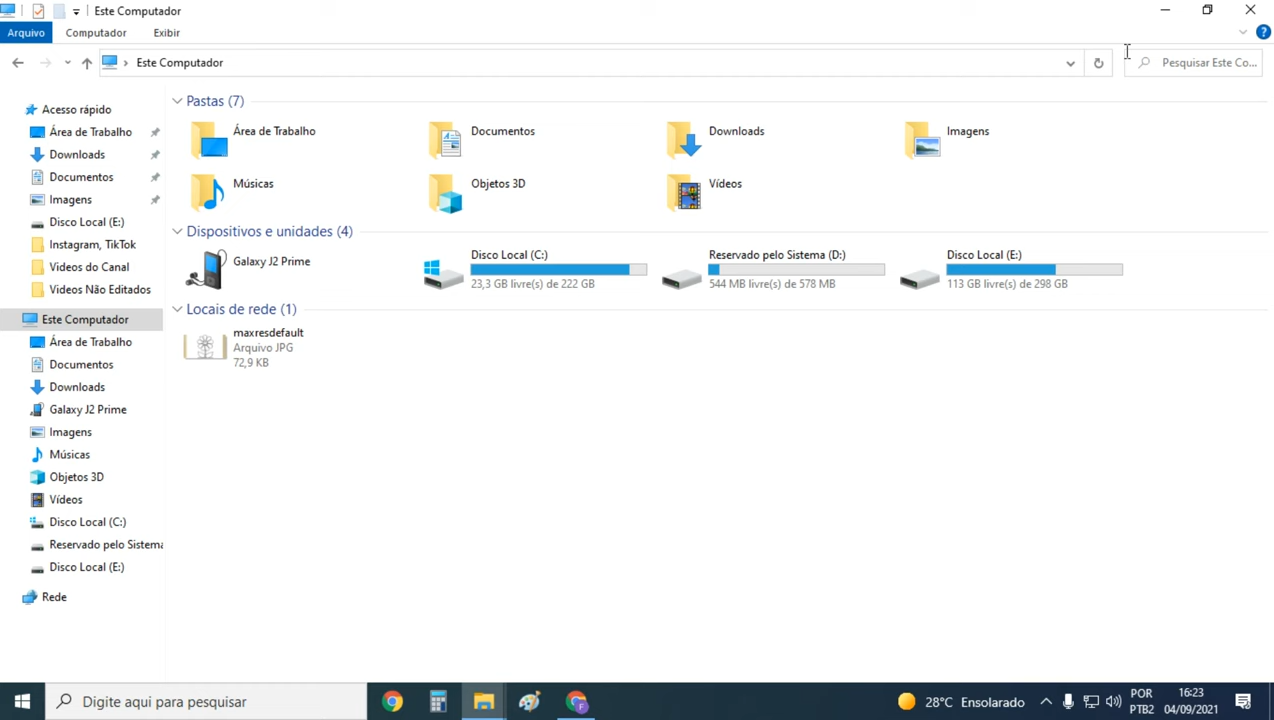 Este Computador
Arquivo
Computador
Exibir
Este Computador
Pesquisar Este Co...
Acesso rápido
Área de Trabalho
Downloads
Documentos
Imagens
Disco Local (E:)
Instagram, TikTok
Videos do Canal
Videos Não Editados
Este Computador
Área de Trabalho
Documentos
Downloads
Galaxy J2 Prime
Imagens
Músicas
Objetos 3D
Vídeos
Disco Local (C:)
Reservado pelo Sistema
Disco Local (E:)
Rede
Pastas (7)
Área de Trabalho
Documentos
Downloads
Imagens
Músicas
Objetos 3D
Vídeos
Dispositivos e unidades (4)
Galaxy J2 Prime
Disco Local (C:)
23,3 GB livre(s) de 222 GB
Reservado pelo Sistema (D:)
544 MB livre(s) de 578 MB
Disco Local (E:)
113 GB livre(s) de 298 GB
Locais de rede (1)
maxresdefault
Arquivo JPG
72,9 KB
Digite aqui para pesquisar
F
28°C Ensolarado
POR
PTB2
16:23
04/09/2021